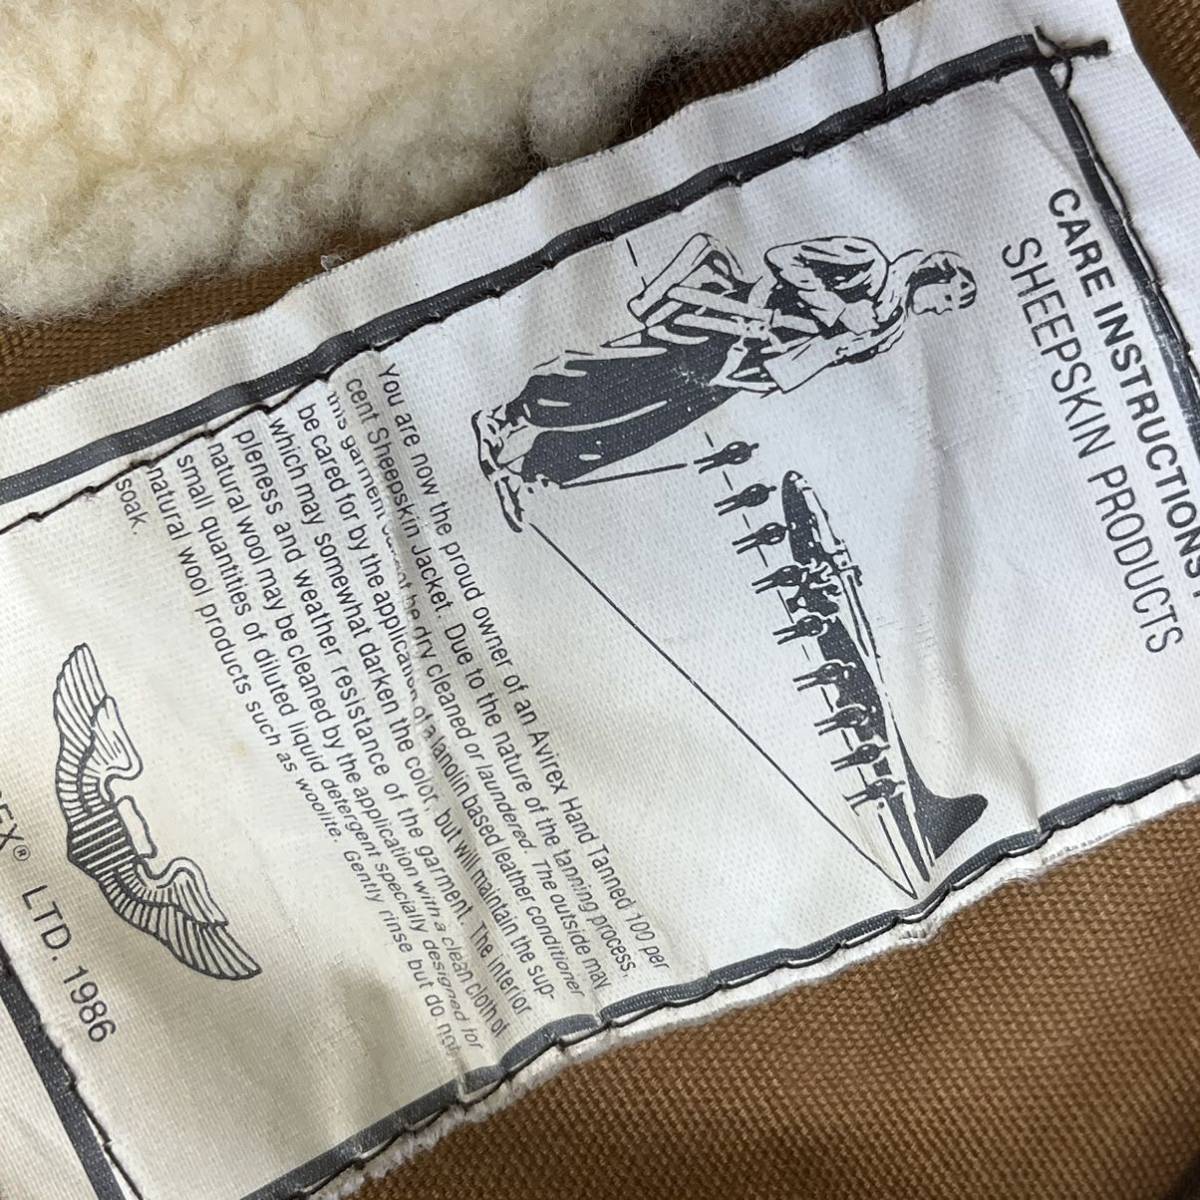 CARE INSTRUCTIONS
SHEEPSKIN PRODUCTS
You are now the proud owner of an Avirex Hand Tanned 100 per
cent Sheepskin Jacket. Due to the nature of the tanning process,
this garment cannot be dry cleaned or laundered. The outside may
be cared for by the application of a lanolin based leather conditioner
which may somewhat darken the color, but will maintain the sup-
pleness and weather resistance of the garment. The interior
natural wool may be cleaned by the application with a clean cloth of
small quantities of diluted liquid detergent specially designed for
natural wool products such as woolite. Gently rinse but do not
soak.
EX® LTD. 1986